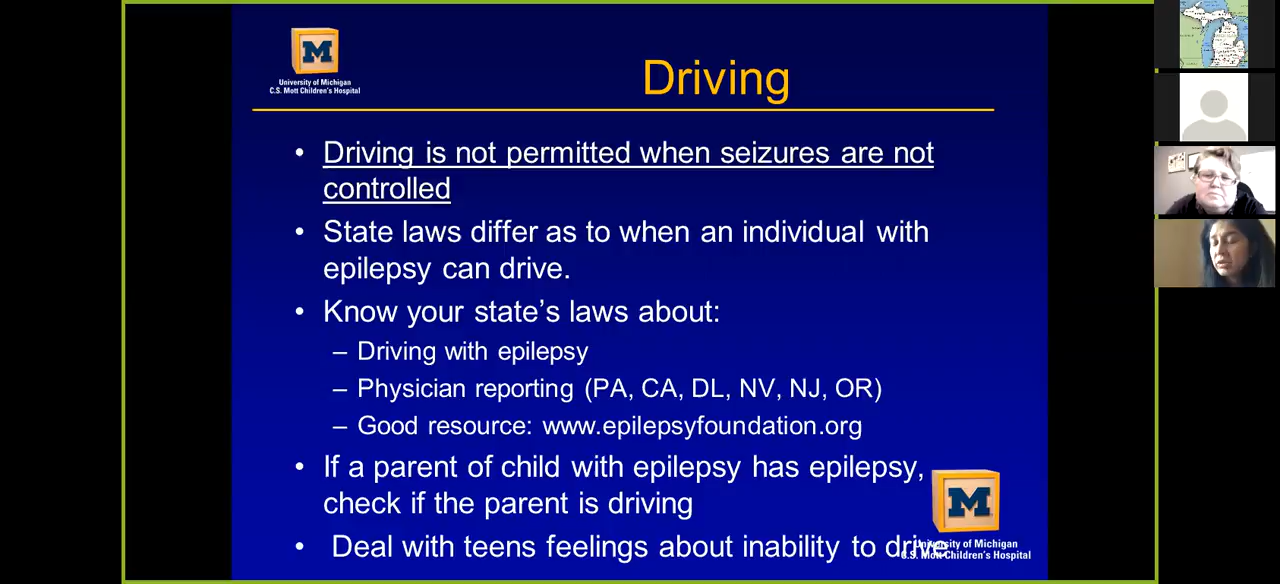 M
University of Michigan
C.S. Mott Children's Hospital
Driving
• Driving is not permitted when seizures are not
controlled
• State laws differ as to when an individual with
epilepsy can drive.
• Know your state’s laws about:
– Driving with epilepsy
– Physician reporting (PA, CA, DL, NV, NJ, OR)
– Good resource: www.epilepsyfoundation.org
• If a parent of child with epilepsy has epilepsy,
check if the parent is driving
• Deal with teens feelings about inability to drive
M
University of Michigan
C.S. Mott Children's Hospital